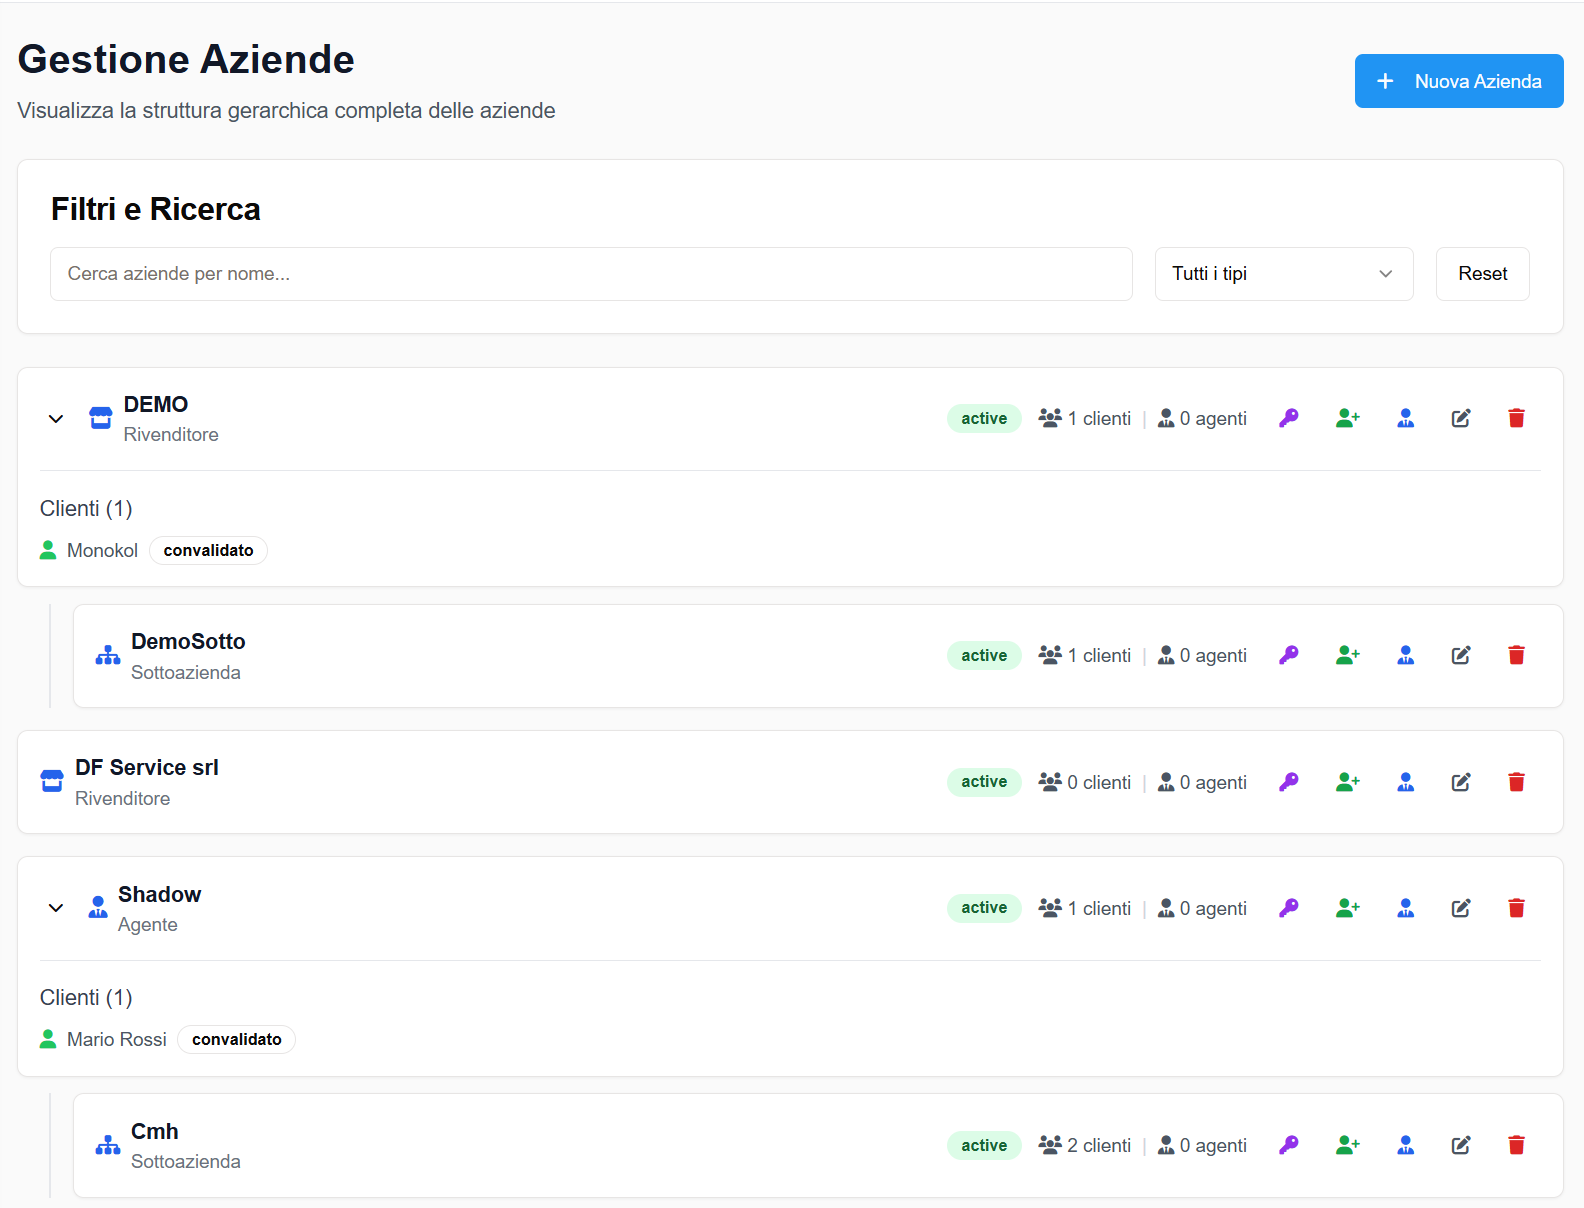 Gestione Aziende
Visualizza la struttura gerarchica completa delle aziende
Nuova Azienda
Filtri e Ricerca
Cerca aziende per nome...
Tutti i tipi
Reset
DEMO
Rivenditore
active 1 clienti | 0 agenti
Clienti (1)
Monokol convalidato
DemoSotto
Sottoazienda
active 1 clienti | 0 agenti
DF Service srl
Rivenditore
active 0 clienti | 0 agenti
Shadow
Agente
active 1 clienti | 0 agenti
Clienti (1)
Mario Rossi convalidato
Cmh
Sottoazienda
active 2 clienti | 0 agenti